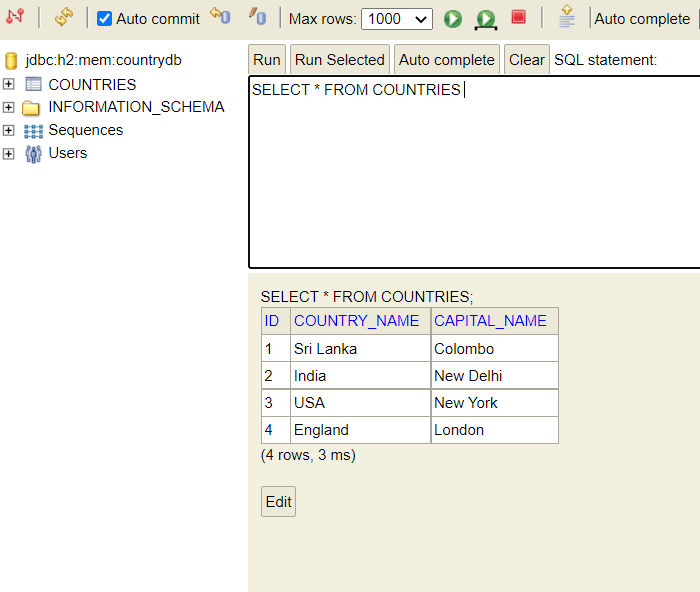 Auto commit Max rows: 1000 Auto complete
jdbc:h2:mem:countrydb
COUNTRIES
INFORMATION_SCHEMA
Sequences
Users
Run Run Selected Auto complete Clear SQL statement:
SELECT * FROM COUNTRIES
SELECT * FROM COUNTRIES;
ID COUNTRY_NAME CAPITAL_NAME
1 Sri Lanka Colombo
2 India New Delhi
3 USA New York
4 England London
(4 rows, 3 ms)
Edit